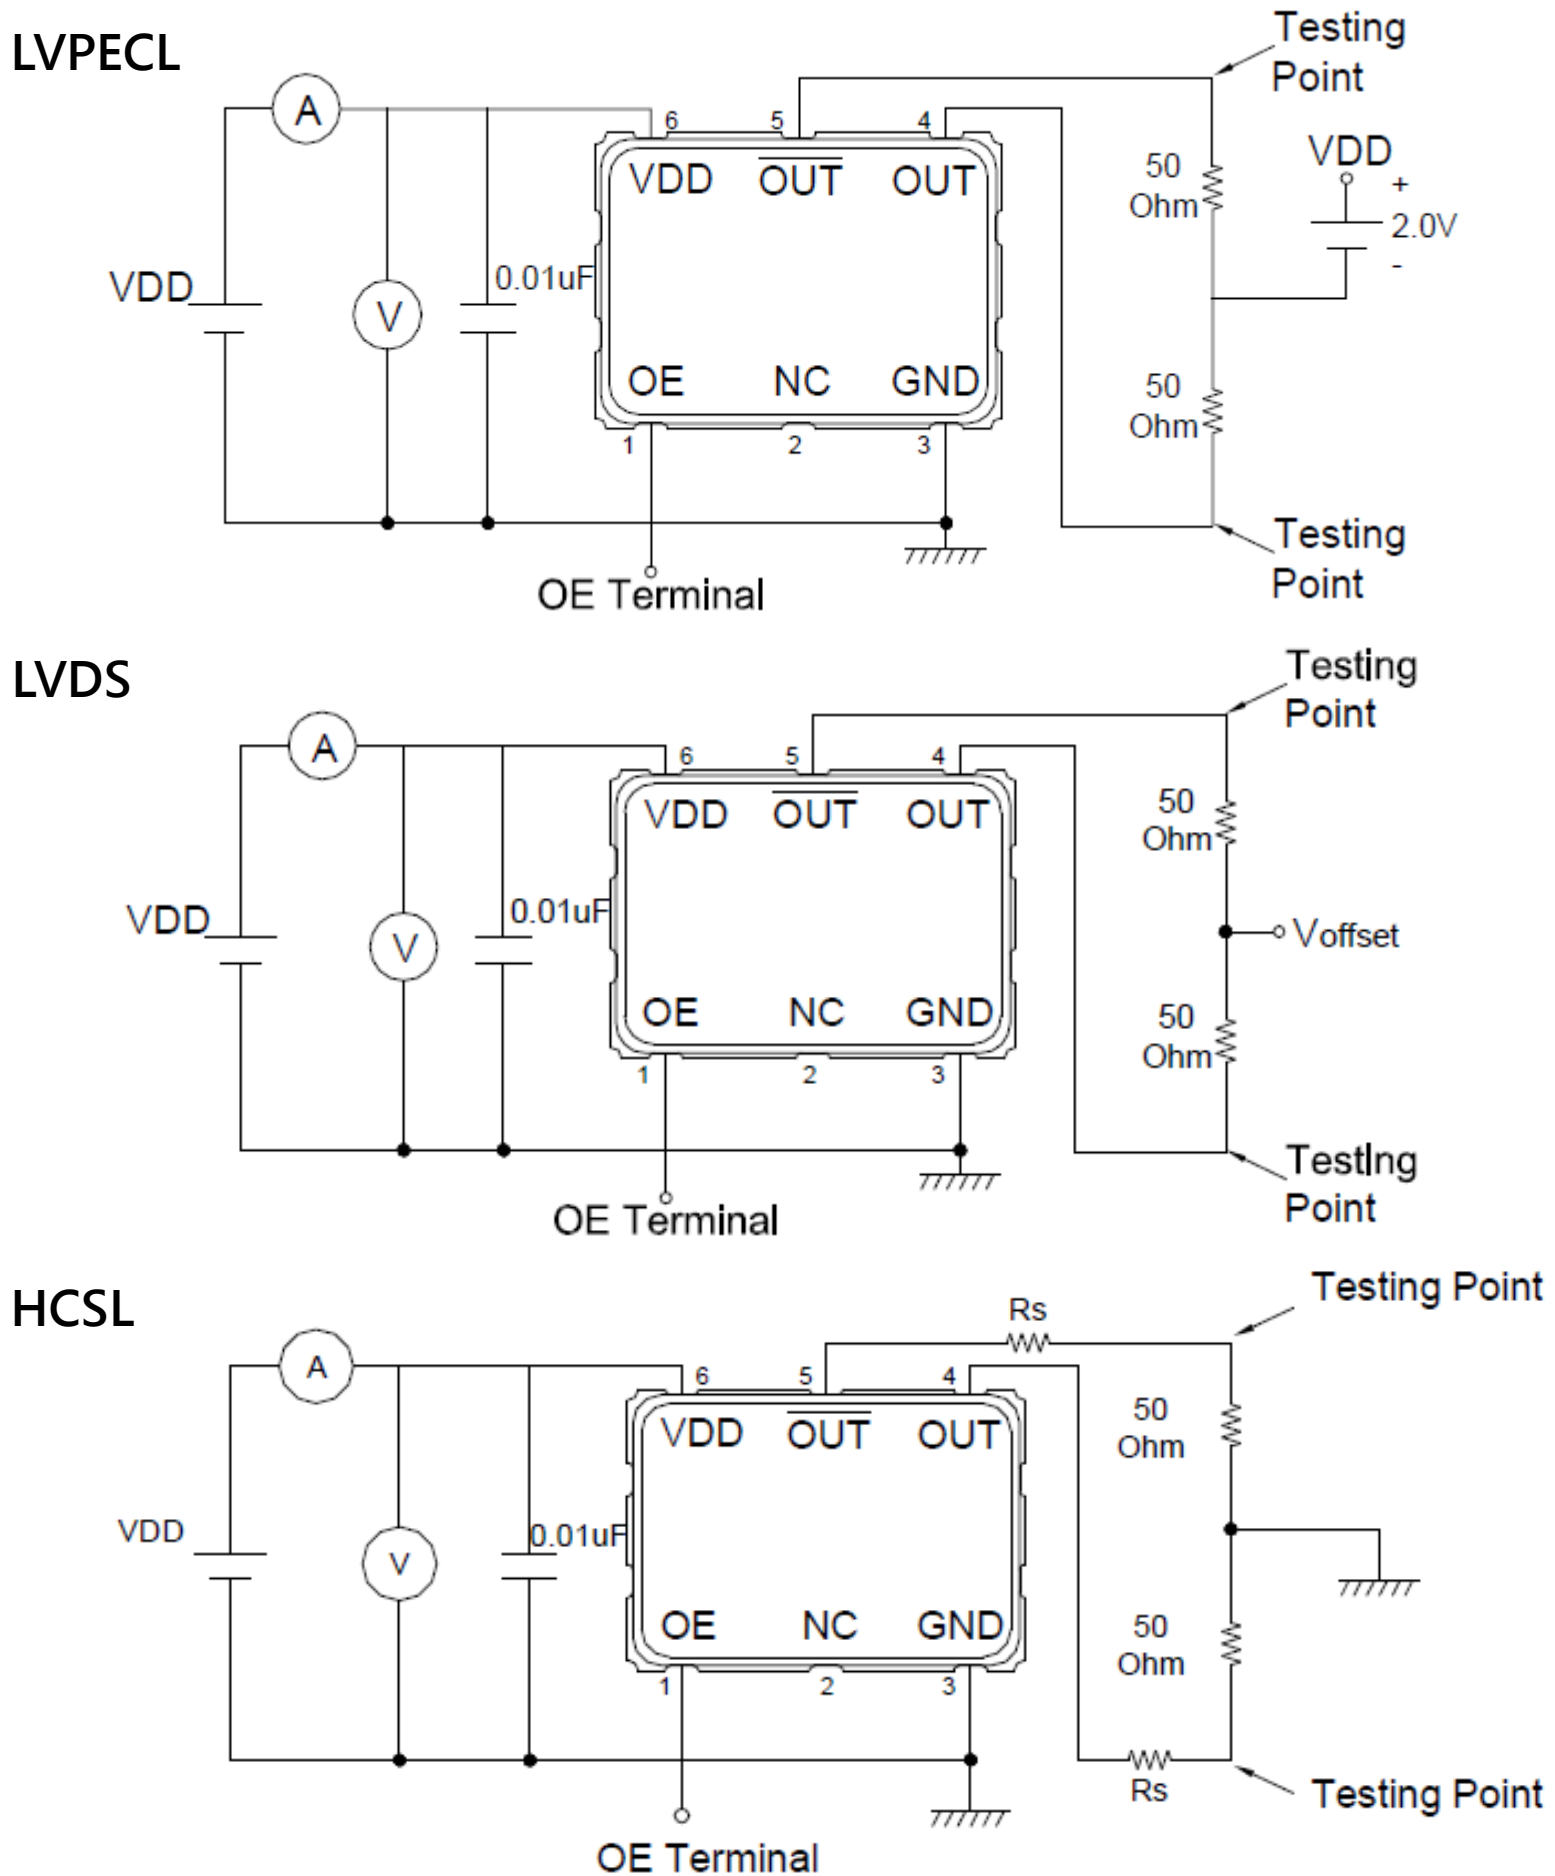 LVPECL
Testing
Point
A
6
5
4
VDD
OUT
OUT
50
Ohm
VDD
+
2.0V
-
VDD
V
0.01uF
OE
NC
GND
50
Ohm
1
2
3
Testing
Point
OE Terminal
LVDS
Testing
Point
A
6
5
4
VDD
OUT
OUT
50
Ohm
VDD
V
0.01uF
Voffset
OE
NC
GND
50
Ohm
1
2
3
Testing
Point
OE Terminal
HCSL
Testing Point
Rs
A
6
5
4
VDD
OUT
OUT
50
Ohm
VDD
V
0.01uF
OE
NC
GND
50
Ohm
1
2
3
Rs
Testing Point
OE Terminal